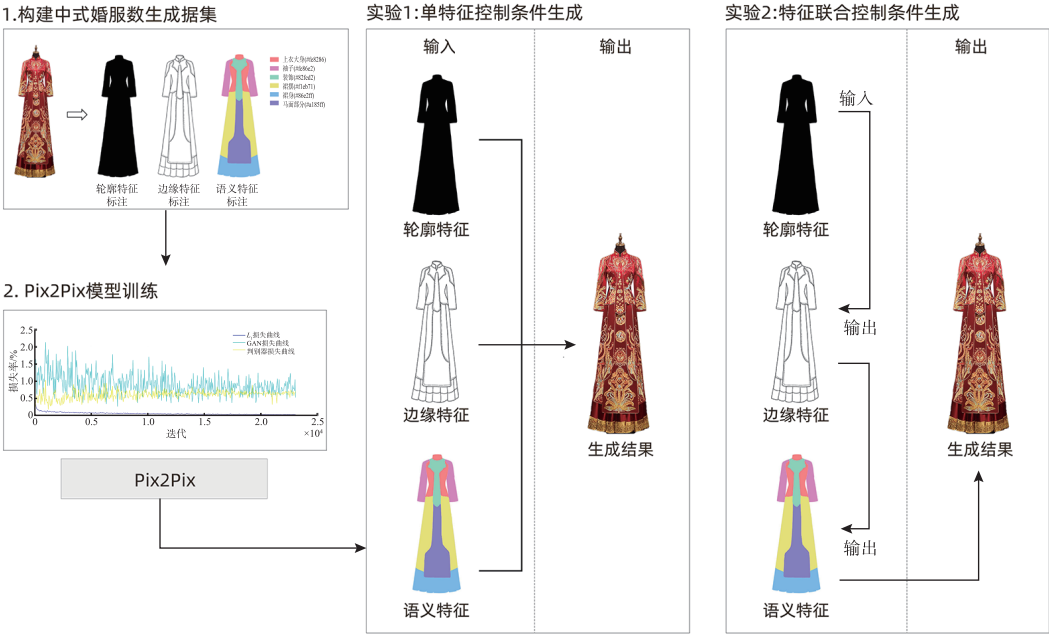 1.构建中式婚服数生成据集
上衣大身(#fe8286)
袖子(#fe86e2)
装饰(#82fed2)
裙摆(#f1eb71)
裙身(#86e2ff)
马面部分(#a185ff)
轮廓特征
标注
边缘特征
标注
语义特征
标注
2. Pix2Pix模型训练
损失率/%
2.5
2.0
1.5
1.0
0.5
0
L₁损失曲线
GAN损失曲线
判别器损失曲线
0
0.5
1.0
1.5
2.0
2.5
×10⁴
迭代
Pix2Pix
实验1:单特征控制条件生成
输入
输出
轮廓特征
边缘特征
语义特征
生成结果
实验2:特征联合控制条件生成
输出
输入
轮廓特征
输出
边缘特征
输出
语义特征
生成结果